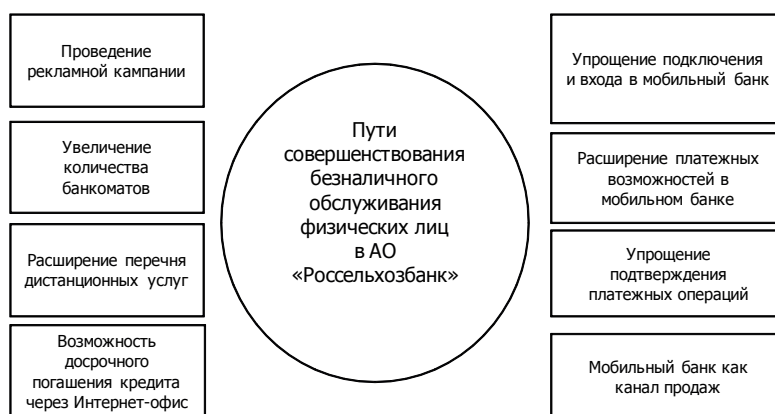 Проведение
рекламной кампании
Увеличение
количества
банкоматов
Расширение перечня
дистанционных услуг
Возможность
досрочного
погашения кредита
через Интернет-офис
Пути
совершенствования
безналичного
обслуживания
физических лиц
в АО
«Россельхозбанк»
Упрощение подключения
и входа в мобильный банк
Расширение платежных
возможностей в
мобильном банке
Упрощение
подтверждения
платежных операций
Мобильный банк как
канал продаж